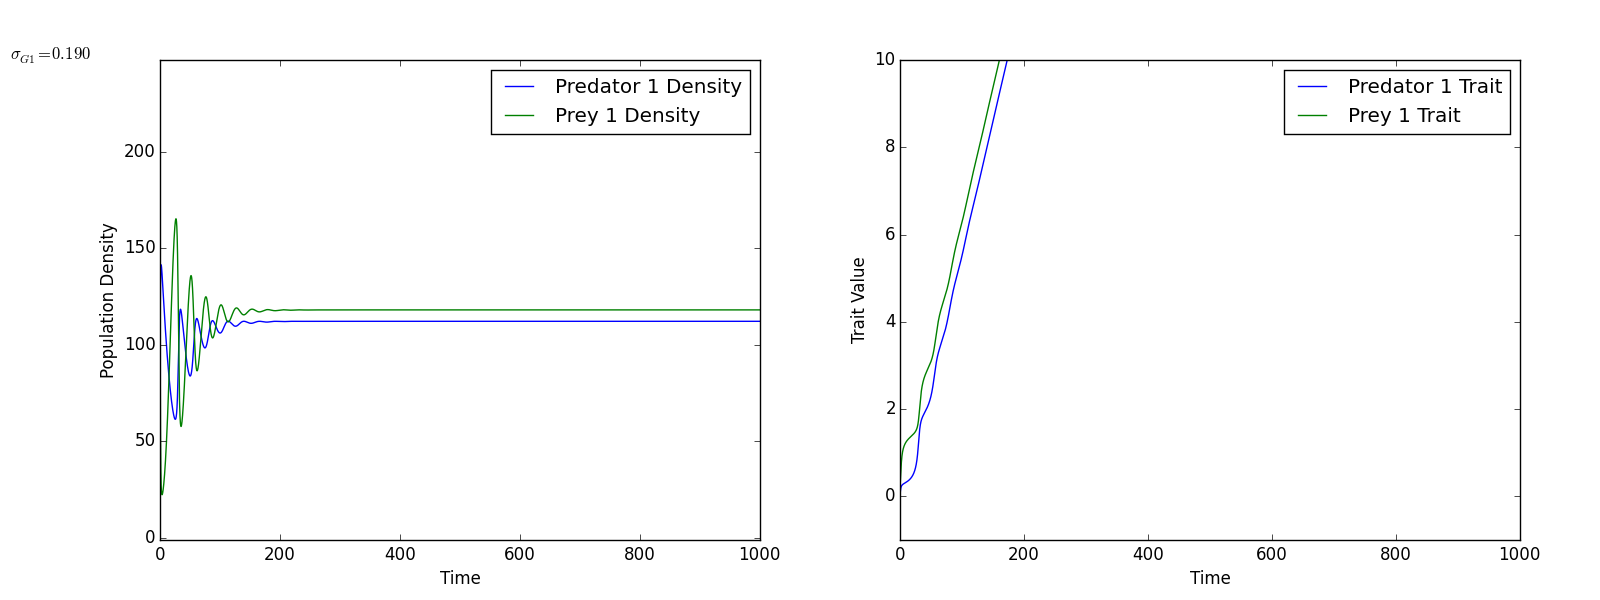 σG1=0.190
Predator 1 Density
Prey 1 Density
200
150
100
50
0
Population Density
0 200 400 600 800 1000
Time
Predator 1 Trait
Prey 1 Trait
10
8
6
4
2
0
Trait Value
0 200 400 600 800 1000
Time